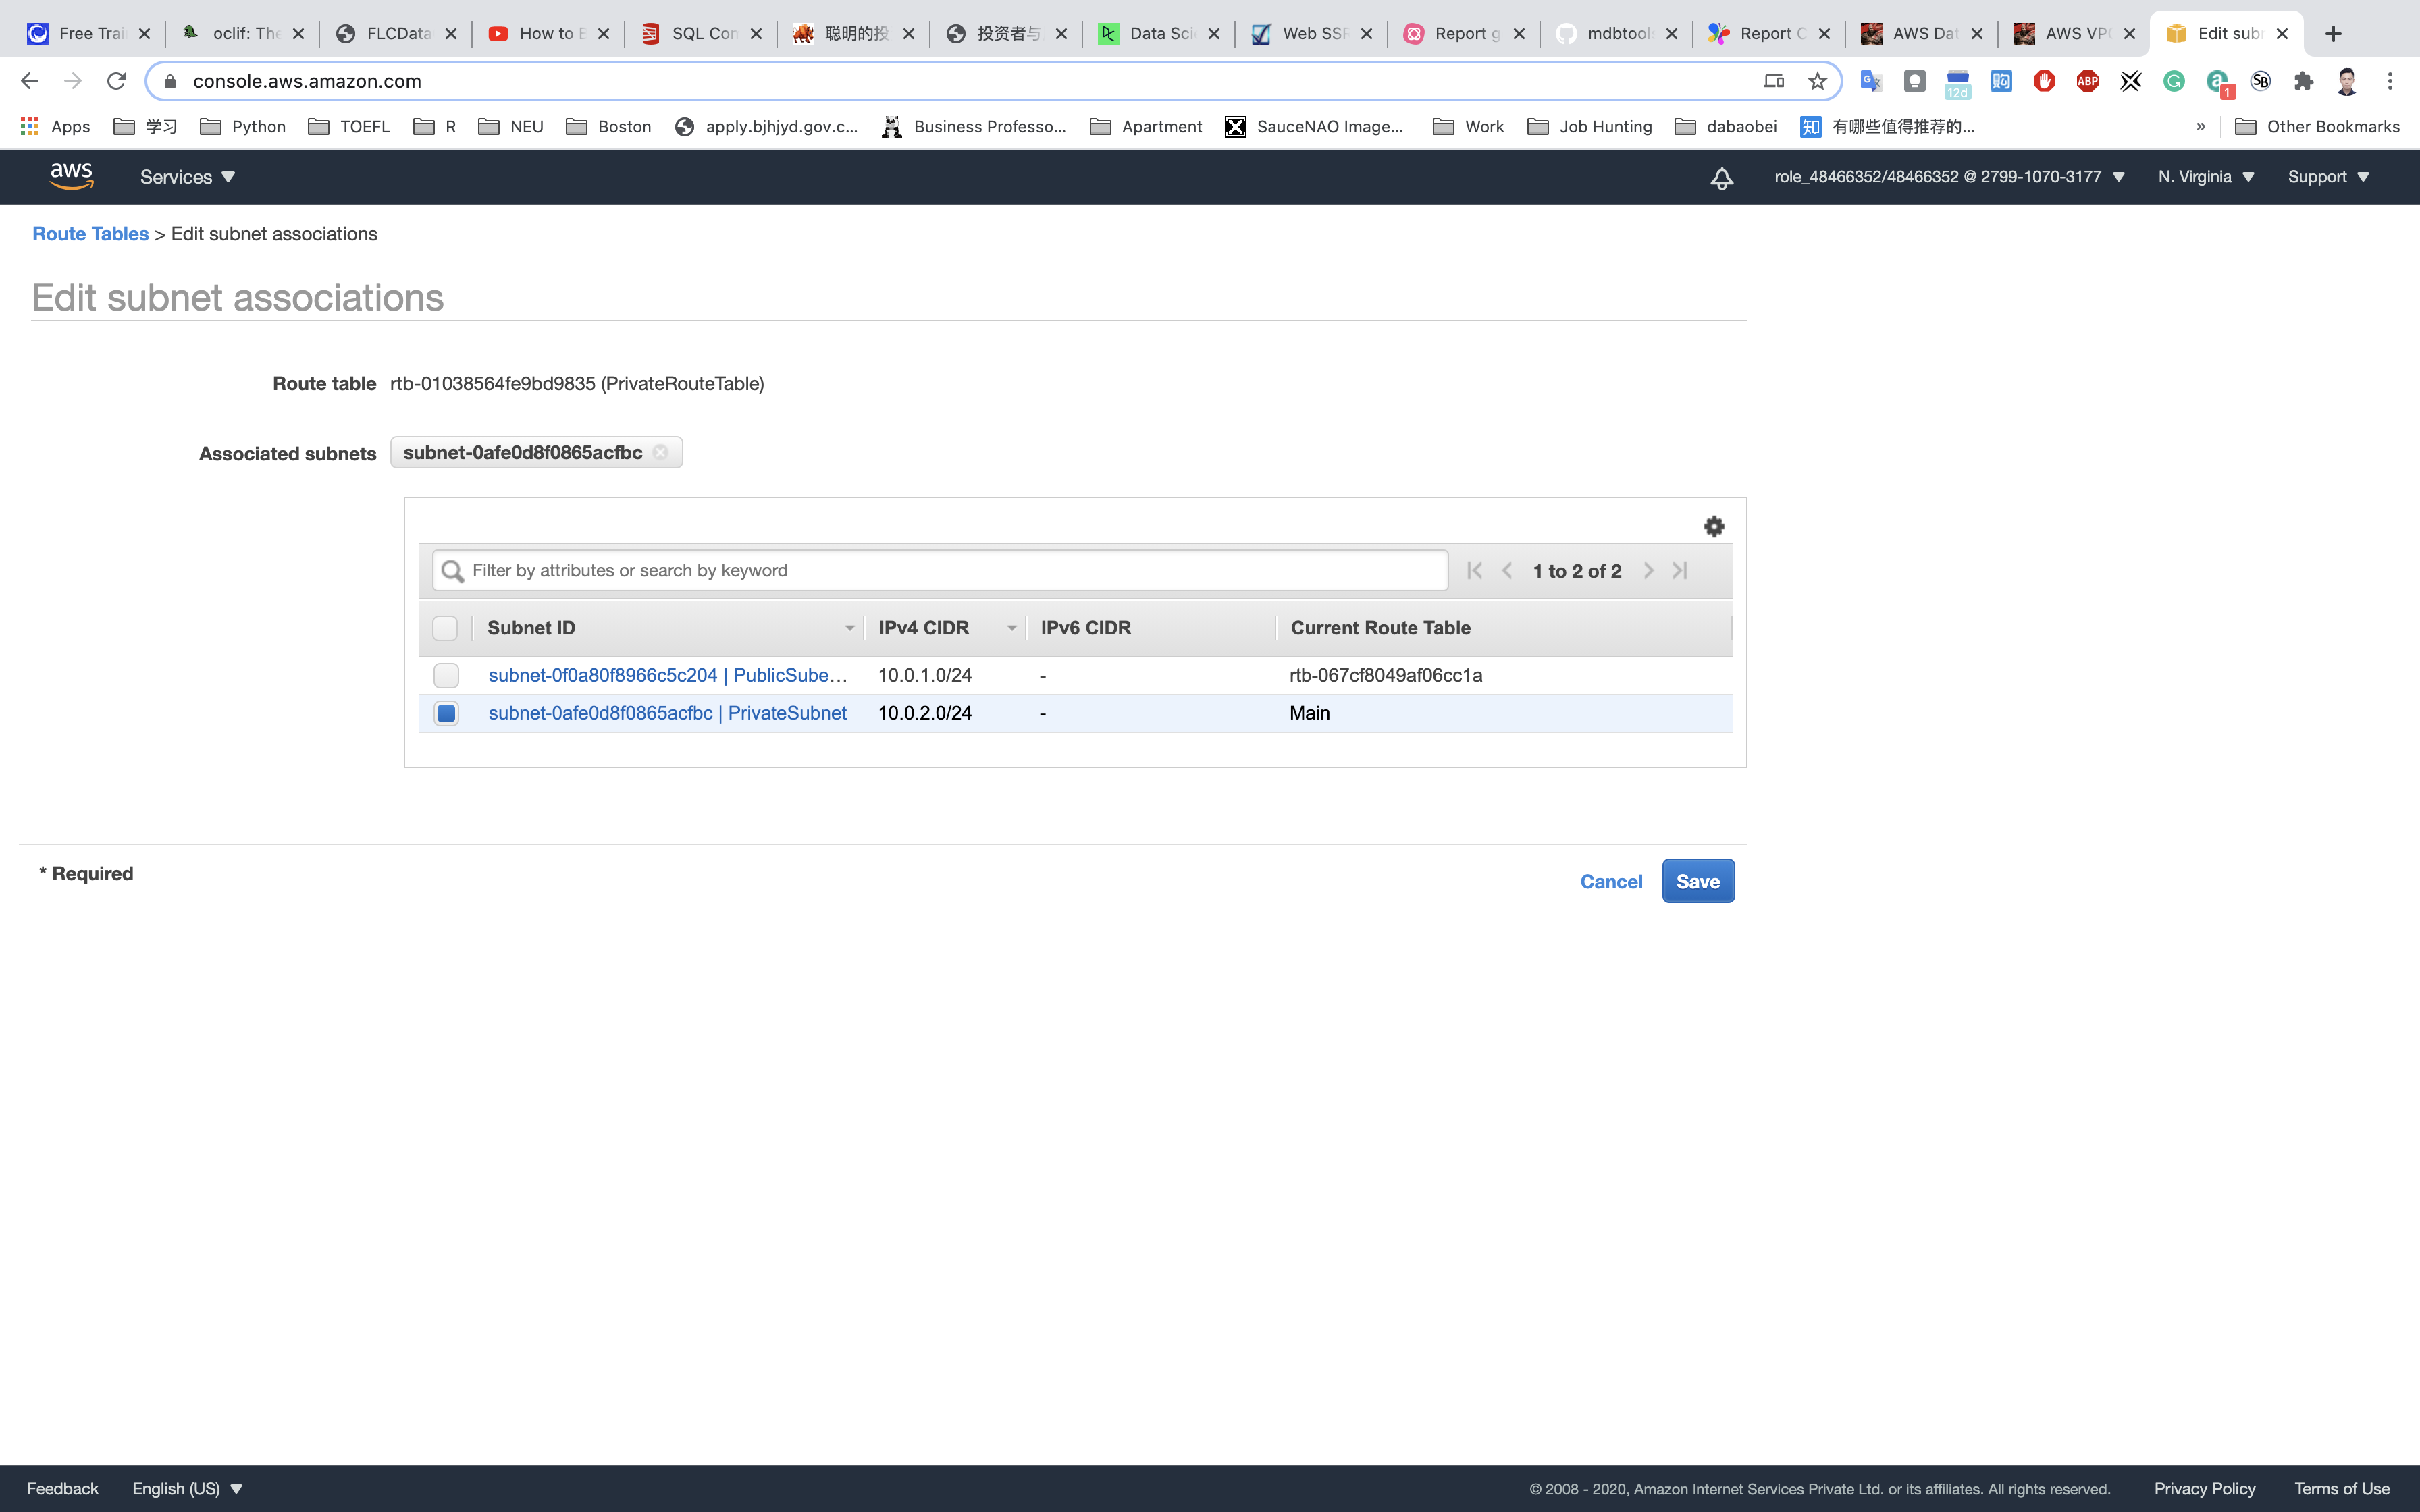 Free Trai
oclif: The
FLCData
How to E
SQL Con
聪明的投
投资者与
Data Sci
Web SSR
Report g
mdbtools
Report C
AWS Dat
AWS VPC
Edit subn
console.aws.amazon.com
12d
ABP
1
Apps
学习
Python
TOEFL
R
NEU
Boston
apply.bjhjyd.gov.c...
Business Professo...
Apartment
SauceNAO Image...
Work
Job Hunting
dabaobei
知 有哪些值得推荐的...
»
Other Bookmarks
aws
Services
role_48466352/48466352 @ 2799-1070-3177
N. Virginia
Support
Route Tables > Edit subnet associations
Edit subnet associations
Route table rtb-01038564fe9bd9835 (PrivateRouteTable)
Associated subnets subnet-0afe0d8f0865acfbc
Filter by attributes or search by keyword
1 to 2 of 2
Subnet ID IPv4 CIDR IPv6 CIDR Current Route Table
subnet-0f0a80f8966c5c204 | PublicSube... 10.0.1.0/24 - rtb-067cf8049af06cc1a
subnet-0afe0d8f0865acfbc | PrivateSubnet 10.0.2.0/24 - Main
* Required
Cancel
Save
Feedback
English (US)
© 2008 - 2020, Amazon Internet Services Private Ltd. or its affiliates. All rights reserved.
Privacy Policy
Terms of Use